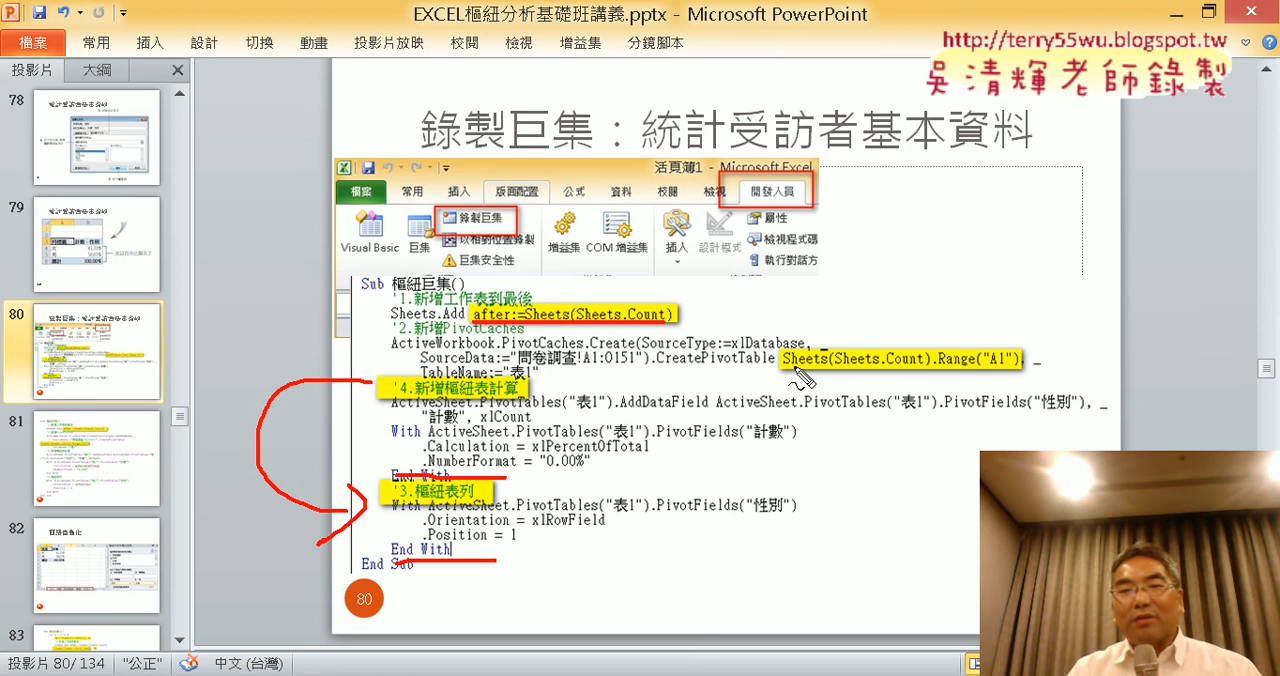 EXCEL樞紐分析基礎班講義.pptx - Microsoft PowerPoint
檔案 常用 插入 設計 切換 動畫 投影片放映 校閱 檢視 增益集 分鏡腳本
http://terry55wu.blogspot.tw
吳清輝老師錄製
投影片 大綱
78
79
80
81
82
83
錄製巨集：統計受訪者基本資料
活頁簿1 - Microsoft Excel
檔案 常用 插入 版面配置 公式 資料 校閱 檢視 開發人員
錄製巨集
以相對位置錄製
巨集安全性
Visual Basic 巨集 增益集 COM 增益集 插入 設計模式
屬性
檢視程式碼
執行對話方
Sub 樞紐巨集()
'1.新增工作表到最後
Sheets.Add after:=Sheets(Sheets.Count)
'2.新增PivotCaches
ActiveWorkbook.PivotCaches.Create(SourceType:=xlDatabase, _
SourceData:="問卷調查!A1:O151").CreatePivotTable Sheets(Sheets.Count).Range("A1"), _
TableName:="表1"
'4.新增樞紐表計算
ActiveSheet.PivotTables("表1").AddDataField ActiveSheet.PivotTables("表1").PivotFields("性別"), _
"計數", xlCount
With ActiveSheet.PivotTables("表1").PivotFields("計數")
.Calculation = xlPercentOfTotal
.NumberFormat = "0.00%"
End With
'3.樞紐表列
With ActiveSheet.PivotTables("表1").PivotFields("性別")
.Orientation = xlRowField
.Position = 1
End With
End Sub
80
投影片 80/ 134 "公正" 中文 (台灣)